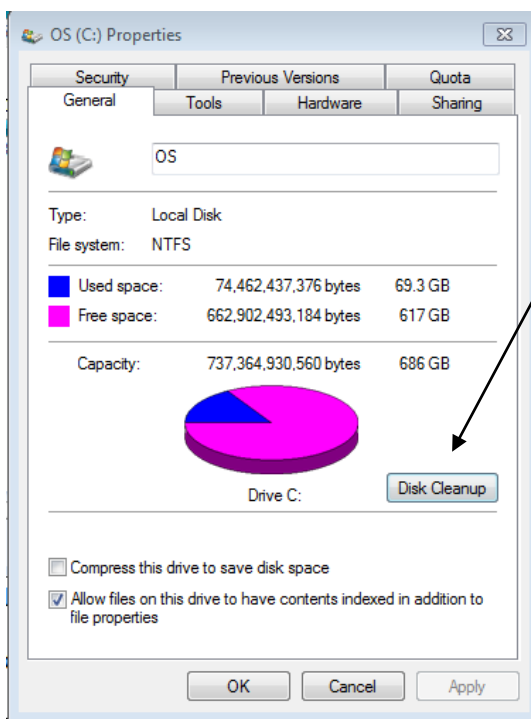 OS (C:) Properties
Security Previous Versions Quota
General Tools Hardware Sharing
OS
Type: Local Disk
File system: NTFS
Used space: 74,462,437,376 bytes 69.3 GB
Free space: 662,902,493,184 bytes 617 GB
Capacity: 737,364,930,560 bytes 686 GB
Drive C:
Disk Cleanup
Compress this drive to save disk space
Allow files on this drive to have contents indexed in addition to
file properties
OK Cancel Apply